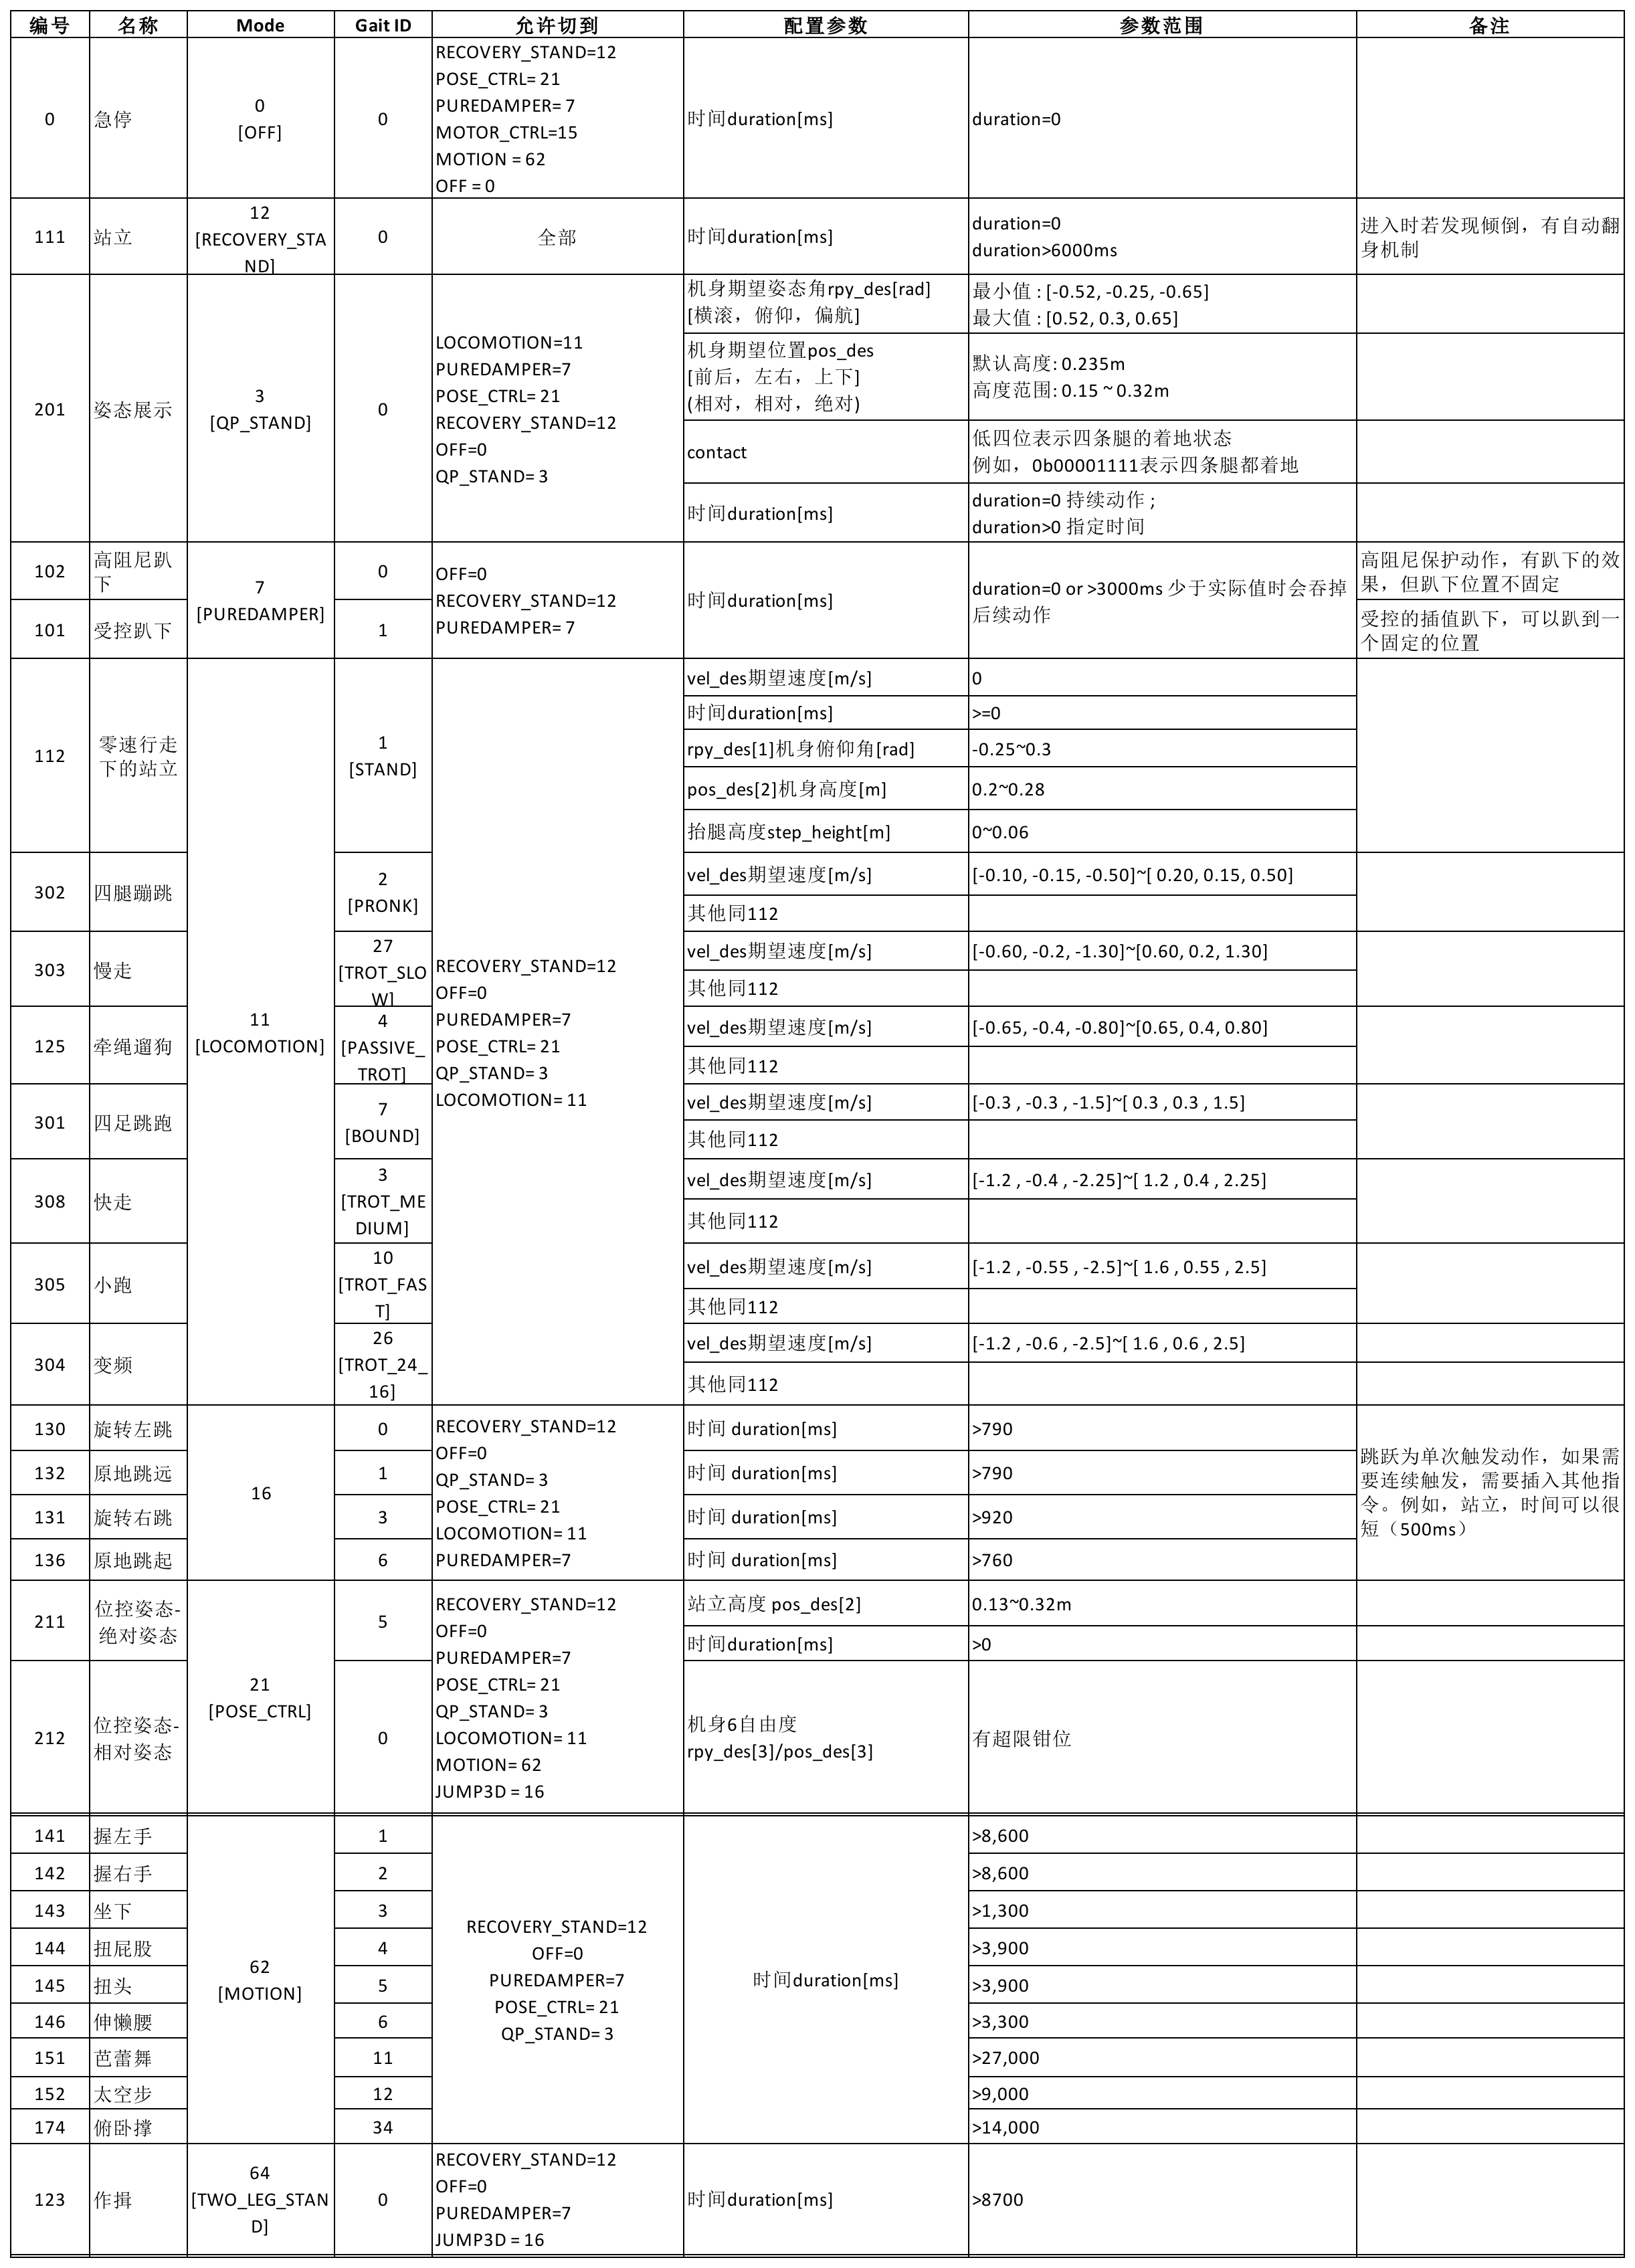 编号 名称 Mode Gait ID 允许切到 配置参数 参数范围 备注
0 急停
0
[OFF]
0
RECOVERY_STAND=12
POSE_CTRL= 21
PUREDAMPER= 7
MOTOR_CTRL=15
MOTION = 62
OFF = 0
时间duration[ms]
duration=0
111 站立
12
[RECOVERY_STA
ND]
0
全部
时间duration[ms]
duration=0
duration>6000ms
进入时若发现倾倒，有自动翻
身机制
201 姿态展示
3
[QP_STAND]
0
LOCOMOTION=11
PUREDAMPER=7
POSE_CTRL= 21
RECOVERY_STAND=12
OFF=0
QP_STAND= 3
机身期望姿态角rpy_des[rad]
[横滚，俯仰，偏航]
最小值 : [-0.52, -0.25, -0.65]
最大值 : [0.52, 0.3, 0.65]
机身期望位置pos_des
[前后，左右，上下]
(相对，相对，绝对)
默认高度: 0.235m
高度范围: 0.15 ~ 0.32m
contact
低四位表示四条腿的着地状态
例如，0b00001111表示四条腿都着地
时间duration[ms]
duration=0 持续动作 ;
duration>0 指定时间
102
高阻尼趴
下
7
[PUREDAMPER]
0
OFF=0
RECOVERY_STAND=12
PUREDAMPER= 7
时间duration[ms]
duration=0 or >3000ms 少于实际值时会吞掉
后续动作
高阻尼保护动作，有趴下的效
果，但趴下位置不固定
101 受控趴下
1
受控的插值趴下，可以趴到一
个固定的位置
112
零速行走
下的站立
11
[LOCOMOTION]
1
[STAND]
RECOVERY_STAND=12
OFF=0
PUREDAMPER=7
POSE_CTRL= 21
QP_STAND= 3
LOCOMOTION= 11
vel_des期望速度[m/s] 0
时间duration[ms] >=0
rpy_des[1]机身俯仰角[rad] -0.25~0.3
pos_des[2]机身高度[m] 0.2~0.28
抬腿高度step_height[m] 0~0.06
302 四腿蹦跳
2
[PRONK]
vel_des期望速度[m/s] [-0.10, -0.15, -0.50]~[ 0.20, 0.15, 0.50]
其他同112
303 慢走
27
[TROT_SLO
W]
vel_des期望速度[m/s] [-0.60, -0.2, -1.30]~[0.60, 0.2, 1.30]
其他同112
125 牵绳遛狗
4
[PASSIVE_
TROT]
vel_des期望速度[m/s] [-0.65, -0.4, -0.80]~[0.65, 0.4, 0.80]
其他同112
301 四足跳跑
7
[BOUND]
vel_des期望速度[m/s] [-0.3 , -0.3 , -1.5]~[ 0.3 , 0.3 , 1.5]
其他同112
308 快走
3
[TROT_ME
DIUM]
vel_des期望速度[m/s] [-1.2 , -0.4 , -2.25]~[ 1.2 , 0.4 , 2.25]
其他同112
305 小跑
10
[TROT_FAS
T]
vel_des期望速度[m/s] [-1.2 , -0.55 , -2.5]~[ 1.6 , 0.55 , 2.5]
其他同112
304 变频
26
[TROT_24_
16]
vel_des期望速度[m/s] [-1.2 , -0.6 , -2.5]~[ 1.6 , 0.6 , 2.5]
其他同112
130 旋转左跳
16
0
RECOVERY_STAND=12
OFF=0
QP_STAND= 3
POSE_CTRL= 21
LOCOMOTION= 11
PUREDAMPER=7
时间 duration[ms] >790
跳跃为单次触发动作，如果需
要连续触发，需要插入其他指
令。例如，站立，时间可以很
短（500ms）
132 原地跳远 1 时间 duration[ms] >790
131 旋转右跳 3 时间 duration[ms] >920
136 原地跳起 6 时间 duration[ms] >760
211
位控姿态-
绝对姿态
21
[POSE_CTRL]
5
RECOVERY_STAND=12
OFF=0
PUREDAMPER=7
POSE_CTRL= 21
QP_STAND= 3
LOCOMOTION= 11
MOTION= 62
JUMP3D = 16
站立高度 pos_des[2] 0.13~0.32m
时间duration[ms] >0
212
位控姿态-
相对姿态
0
机身6自由度
rpy_des[3]/pos_des[3]
有超限钳位
141 握左手
62
[MOTION]
1
RECOVERY_STAND=12
OFF=0
PUREDAMPER=7
POSE_CTRL= 21
QP_STAND= 3
时间duration[ms]
>8,600
142 握右手 2 >8,600
143 坐下 3 >1,300
144 扭屁股 4 >3,900
145 扭头 5 >3,900
146 伸懒腰 6 >3,300
151 芭蕾舞 11 >27,000
152 太空步 12 >9,000
174 俯卧撑 34 >14,000
123 作揖
64
[TWO_LEG_STAN
D]
0
RECOVERY_STAND=12
OFF=0
PUREDAMPER=7
JUMP3D = 16
时间duration[ms]
>8700